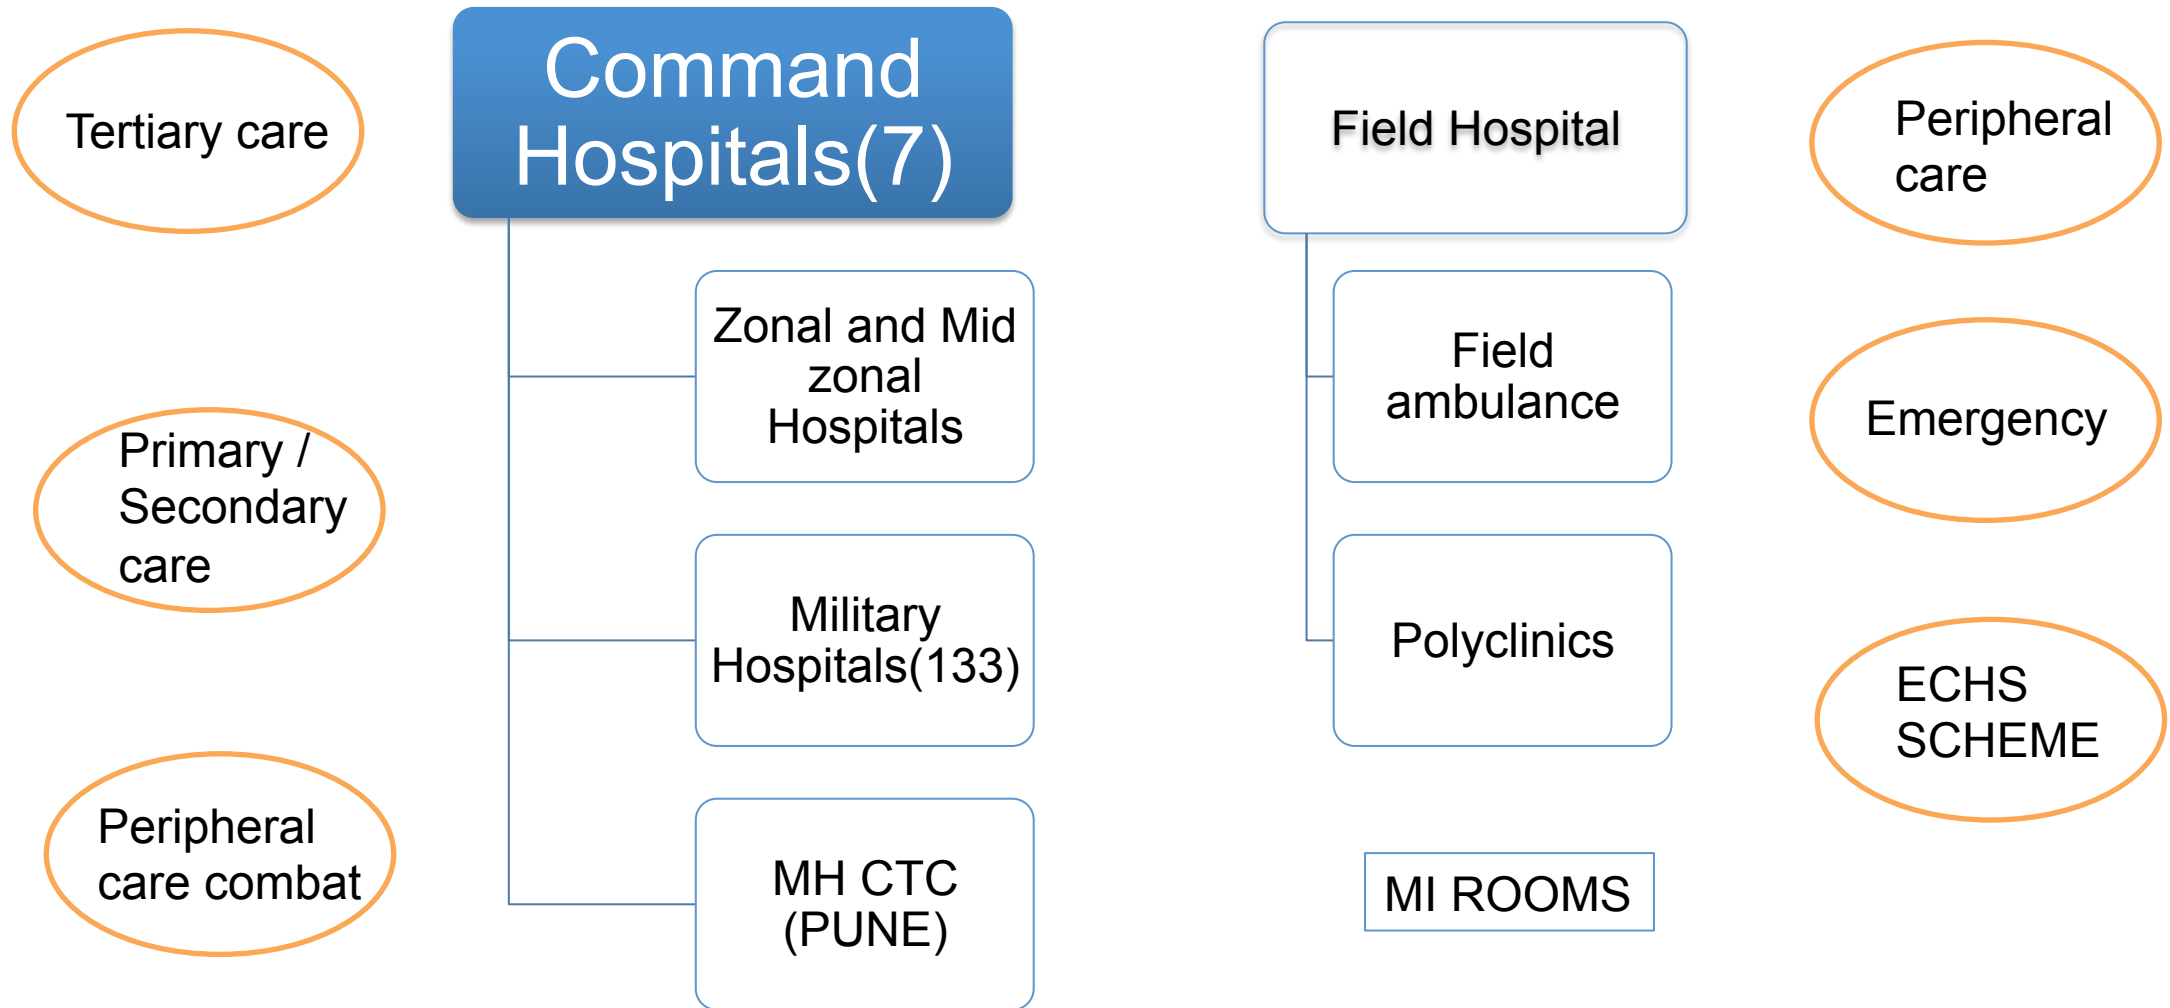 Tertiary care
Command
Hospitals(7)
Field Hospital
Peripheral
care
Zonal and Mid
zonal
Hospitals
Field
ambulance
Emergency
Primary /
Secondary
care
Military
Hospitals(133)
Polyclinics
ECHS
SCHEME
Peripheral
care combat
MH CTC
(PUNE)
MI ROOMS